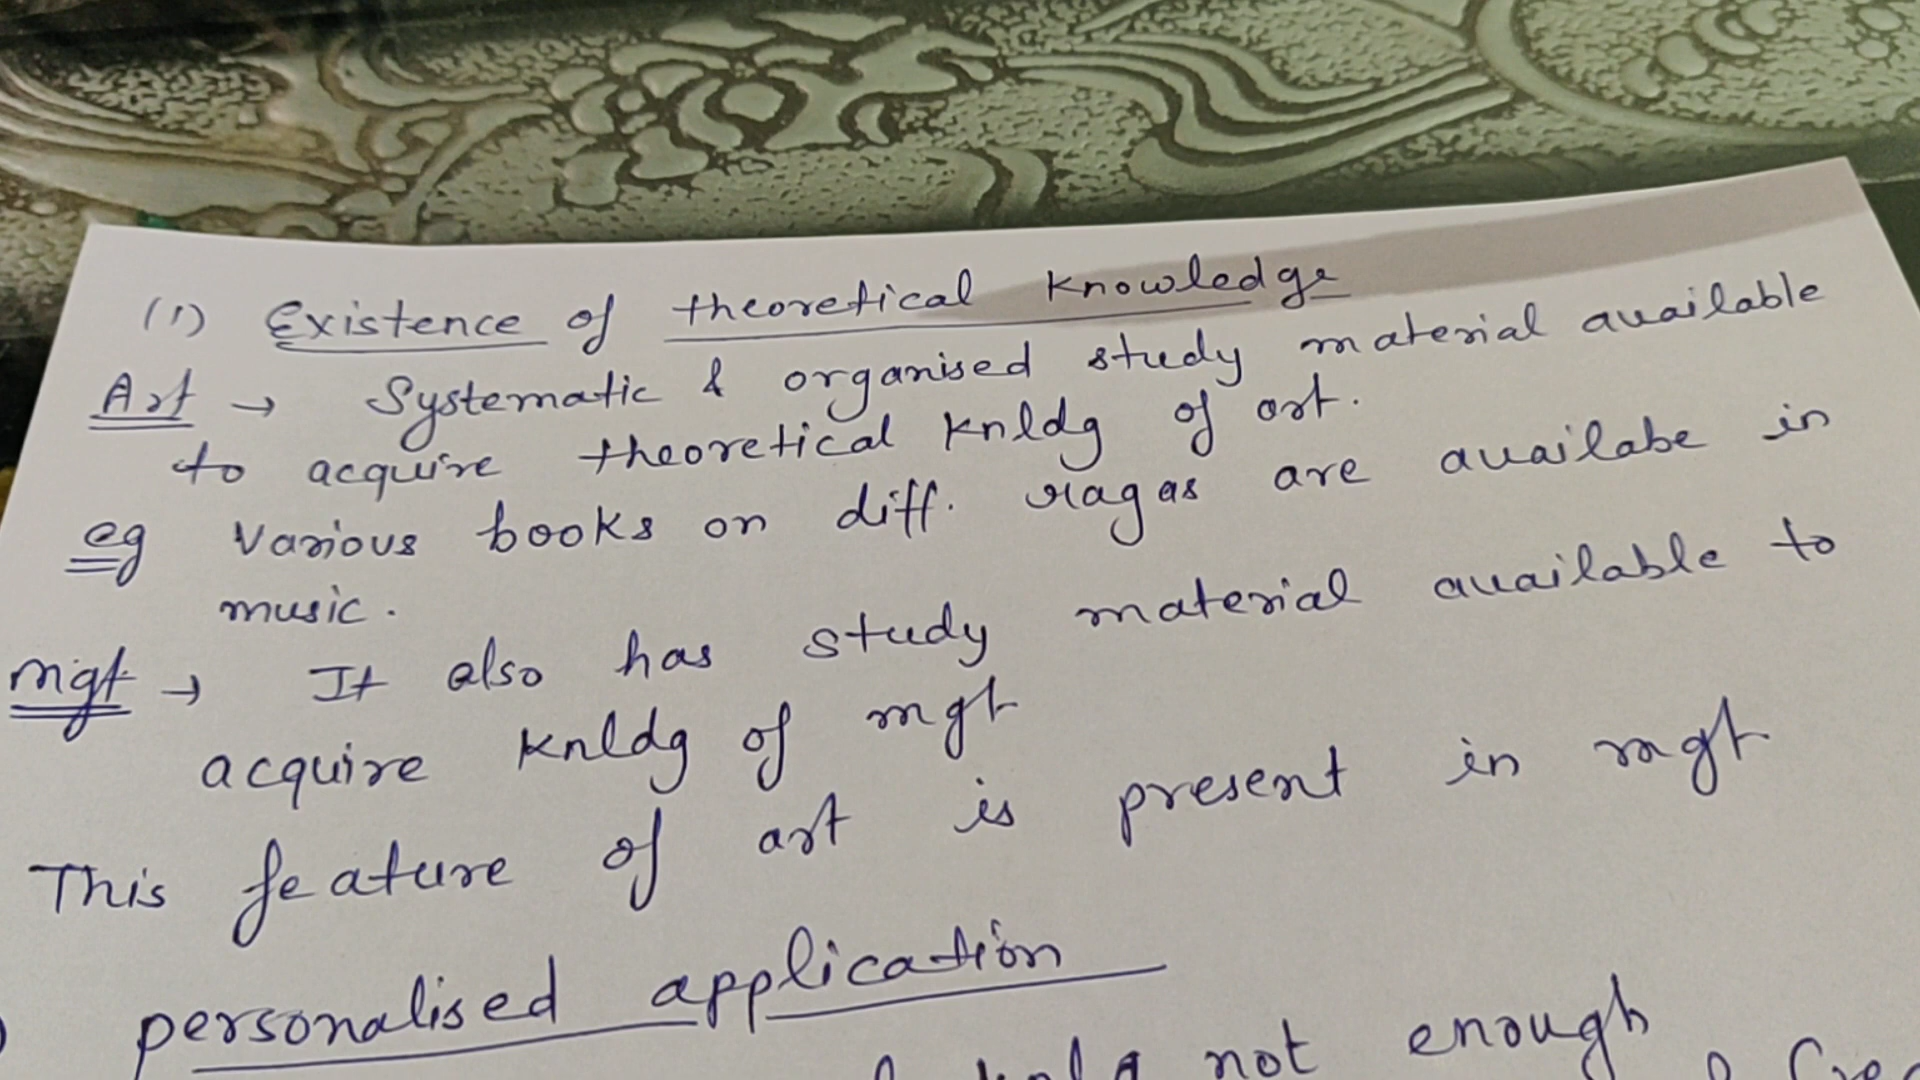 (1) Existence of theoretical knowledge
Art → Systematic & organised study material available
to acquire theoretical knldg of art.
eg Various books on diff. ragas are availabe in
music.
mgt → It also has study material available to
acquire knldg of mgt
This feature of art is present in mgt
personalised application
not enough